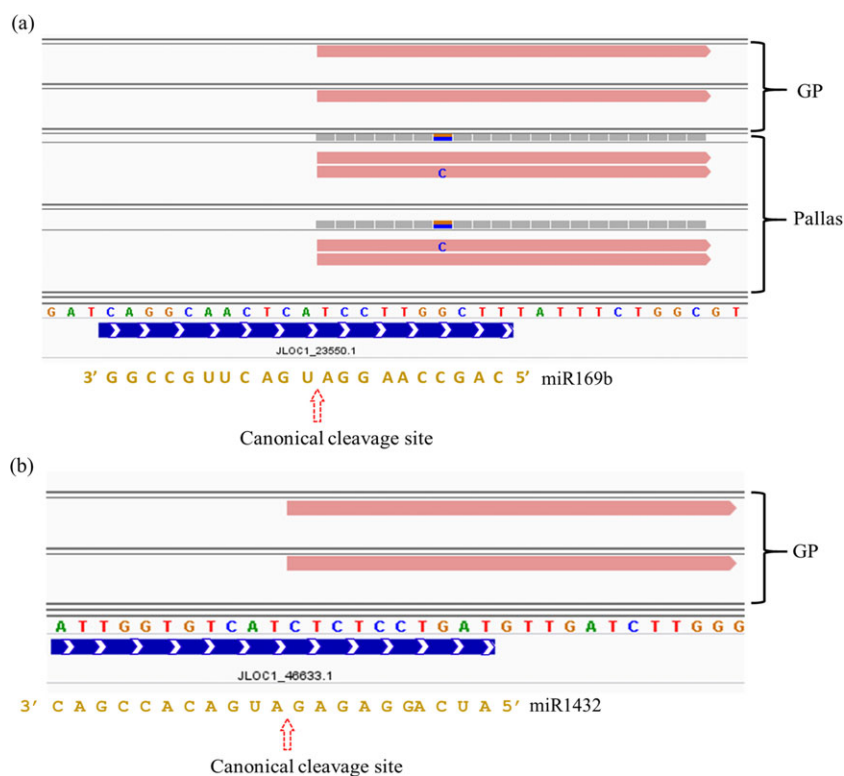 (a)
GP
C
Pallas
C
G A T C A G G C A A C T C A T C C T T G G C T T T A T T T C T G G C G T
JLOC1_23550.1
3′ G G C C G U U C A G U A G G A A C C G A C 5′ miR169b
Canonical cleavage site
(b)
GP
A T T G G T G T C A T C T C T C C T G A T G T T G A T C T T G G G
JLOC1_46633.1
3′ C A G C C A C A G U A G A G A G G A C U A 5′ miR1432
Canonical cleavage site